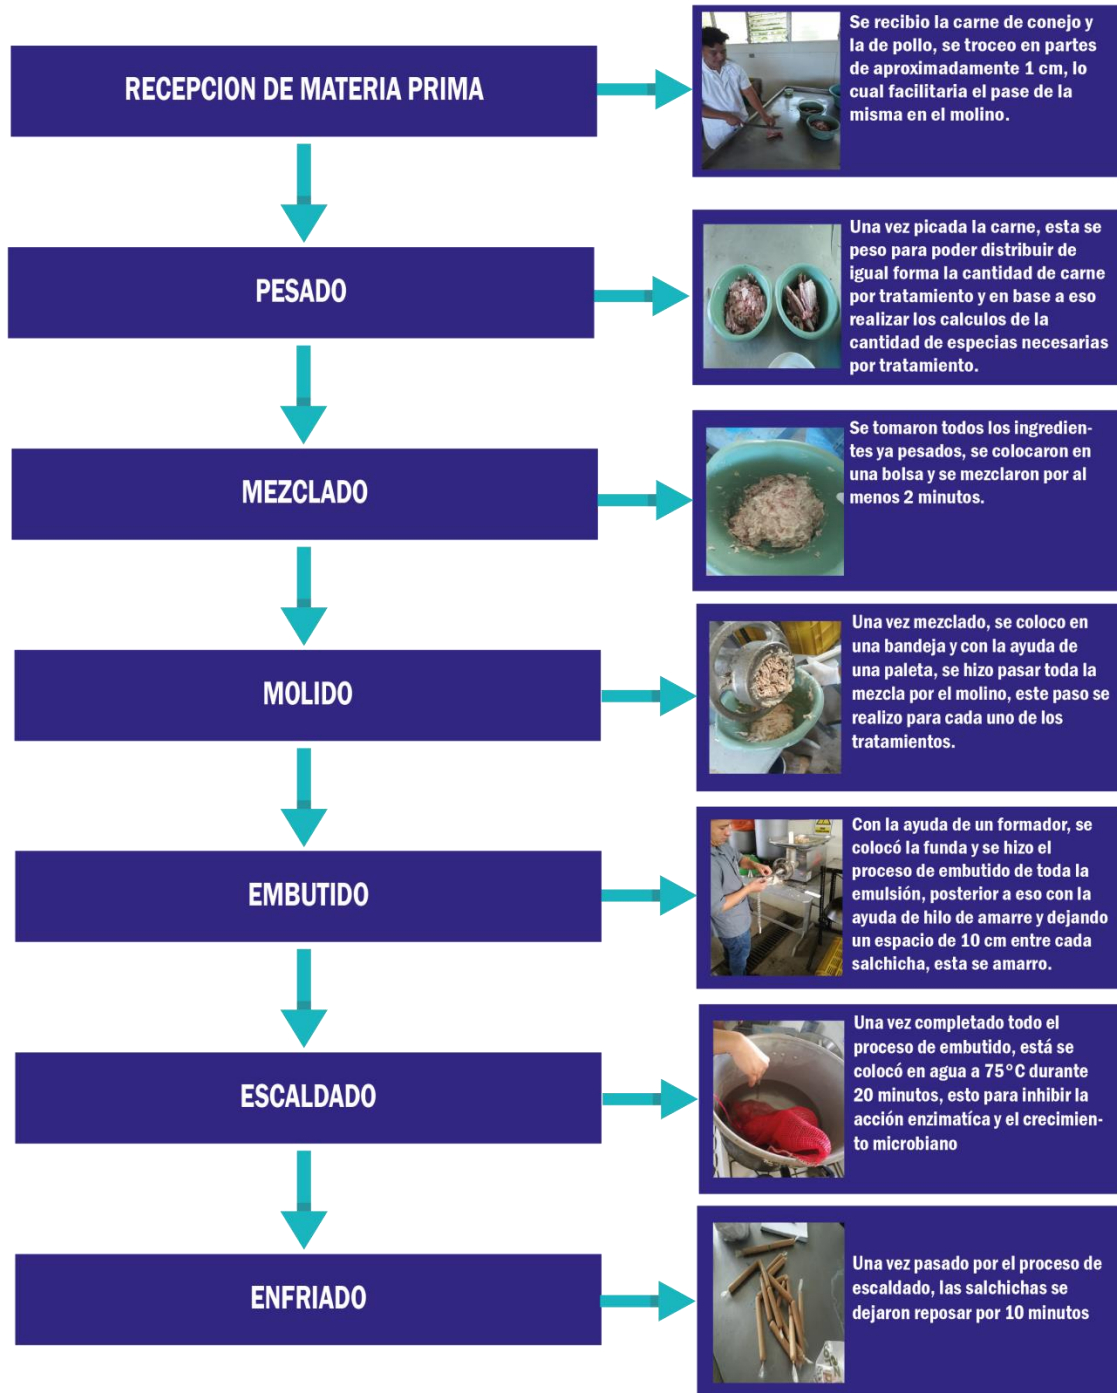 RECEPCION DE MATERIA PRIMA
Se recibio la carne de conejo y
la de pollo, se troceo en partes
de aproximadamente 1 cm, lo
cual facilitaria el pase de la
misma en el molino.
PESADO
Una vez picada la carne, esta se
peso para poder distribuir de
igual forma la cantidad de carne
por tratamiento y en base a eso
realizar los calculos de la
cantidad de especias necesarias
por tratamiento.
MEZCLADO
Se tomaron todos los ingredien-
tes ya pesados, se colocaron en
una bolsa y se mezclaron por al
menos 2 minutos.
MOLIDO
Una vez mezclado, se coloco en
una bandeja y con la ayuda de
una paleta, se hizo pasar toda la
mezcla por el molino, este paso se
realizo para cada uno de los
tratamientos.
EMBUTIDO
Con la ayuda de un formador, se
colocó la funda y se hizo el
proceso de embutido de toda la
emulsión, posterior a eso con la
ayuda de hilo de amarre y dejando
un espacio de 10 cm entre cada
salchicha, esta se amarro.
ESCALDADO
Una vez completado todo el
proceso de embutido, está se
colocó en agua a 75°C durante
20 minutos, esto para inhibir la
acción enzimatíca y el crecimien-
to microbiano
ENFRIADO
Una vez pasado por el proceso de
escaldado, las salchichas se
dejaron reposar por 10 minutos